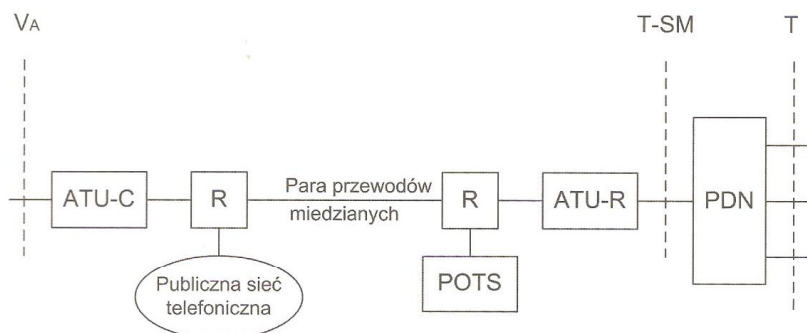 VA
T-SM
T
ATU-C
R
Para przewodów
miedzianych
R
ATU-R
PDN
Publiczna sieć
telefoniczna
POTS